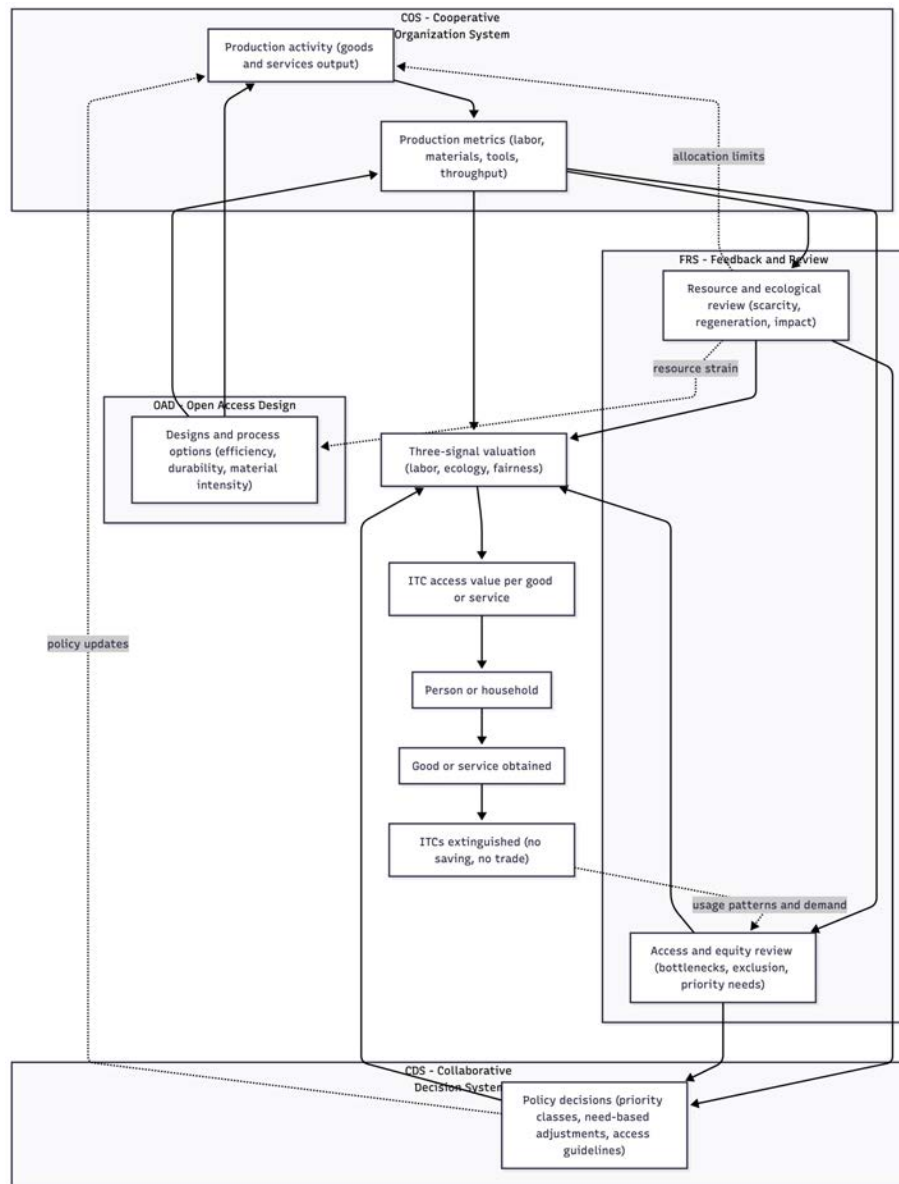 COS - Cooperative
Organization System
Production activity (goods
and services output)
Production metrics (labor,
materials, tools,
throughput)
allocation limits
FRS - Feedback and Review
Resource and ecological
review (scarcity,
regeneration, impact)
resource strain
OAD - Open Access Design
Designs and process
options (efficiency,
durability, material
intensity)
Three-signal valuation
(labor, ecology, fairness)
ITC access value per good
or service
policy updates
Person or household
Good or service obtained
ITCs extinguished (no
saving, no trade)
usage patterns and demand
Access and equity review
(bottlenecks, exclusion,
priority needs)
CDS - Collaborative
Decision System
Policy decisions (priority
classes, need-based
adjustments, access
guidelines)